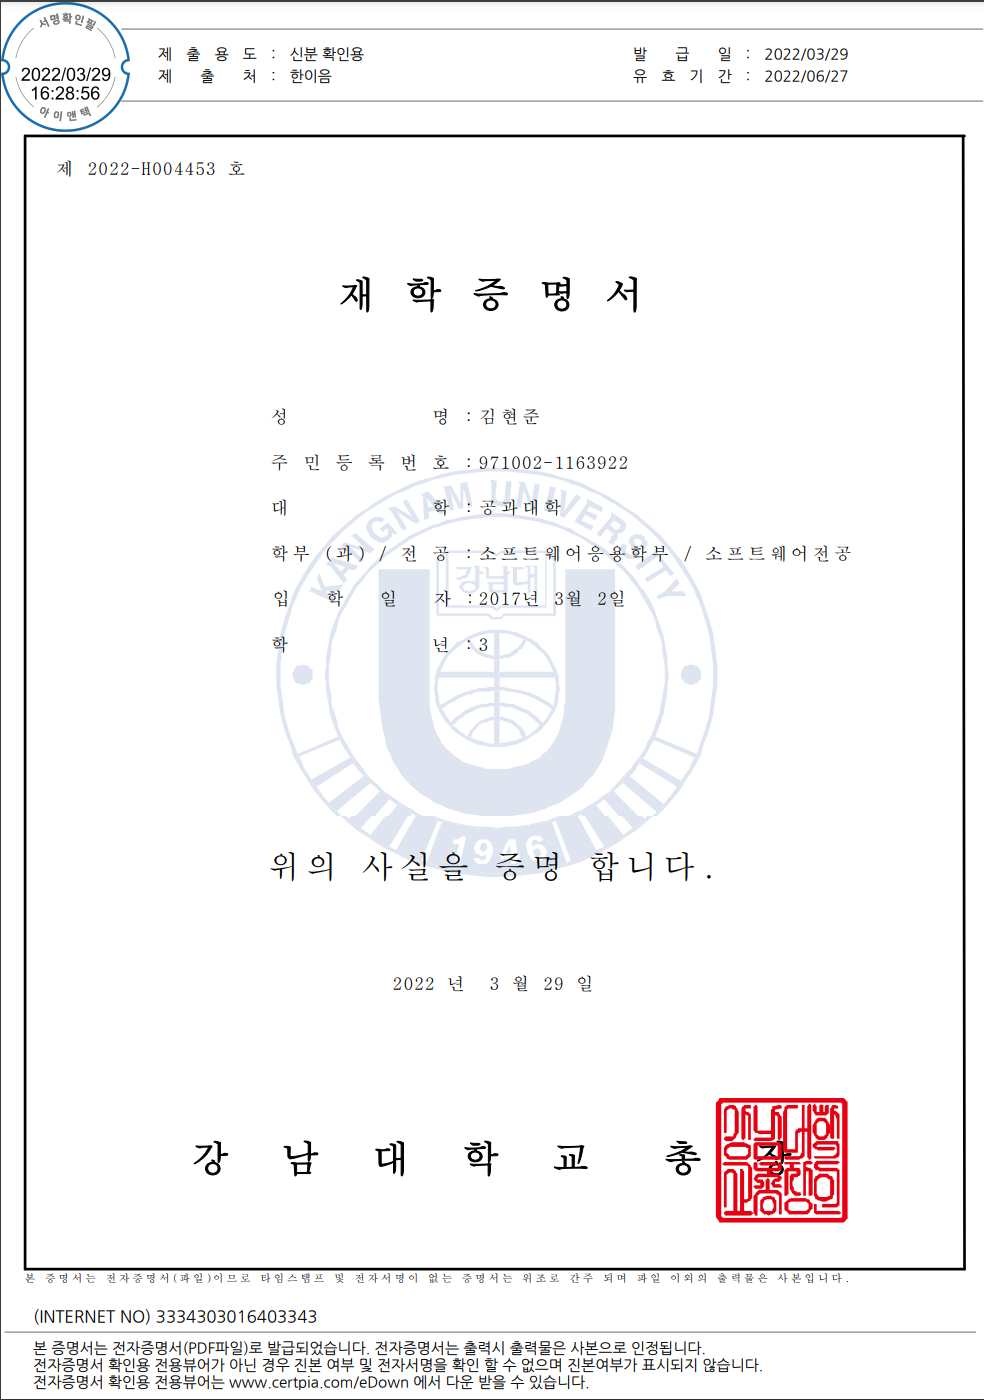 서명확인필
2022/03/29
16:28:56
아이앤텍
제 출 용 도 : 신분 확인용
제 출 처 : 한이음
발 급 일 : 2022/03/29
유 효 기 간 : 2022/06/27
제 2022-H004453 호
재 학 증 명 서
성 명 : 김현준
주 민 등 록 번 호 : 971002-1163922
대 학 : 공과대학
학부 (과) / 전 공 : 소프트웨어응용학부 / 소프트웨어전공
입 학 일 자 : 2017년 3월 2일
학 년 : 3
KANGNAM UNIVERSITY
강남대
1946
위의 사실을 증명 합니다.
2022 년 3 월 29 일
강 남 대 학 교 총 장
강남대학교총장의인
본 증명서는 전자증명서(파일)이므로 타임스탬프 및 전자서명이 없는 증명서는 위조로 간주 되며 파일 이외의 출력물은 사본입니다.
(INTERNET NO) 3334303016403343
본 증명서는 전자증명서(PDF파일)로 발급되었습니다. 전자증명서는 출력시 출력물은 사본으로 인정됩니다.
전자증명서 확인용 전용뷰어가 아닌 경우 진본 여부 및 전자서명을 확인 할 수 없으며 진본여부가 표시되지 않습니다.
전자증명서 확인용 전용뷰어는 www.certpia.com/eDown 에서 다운 받을 수 있습니다.